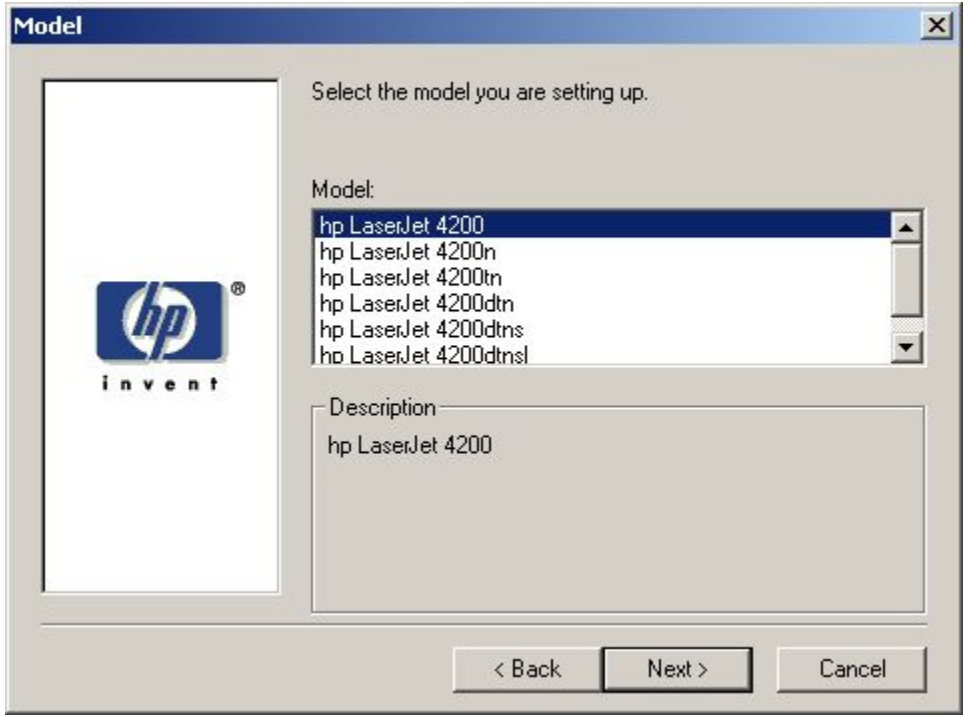 Model
Select the model you are setting up.
Model:
hp LaserJet 4200
hp LaserJet 4200n
hp LaserJet 4200tn
hp LaserJet 4200dtn
hp LaserJet 4200dtns
hp LaserJet 4200dtnsl
hp ®
invent
Description
hp LaserJet 4200
< Back
Next >
Cancel